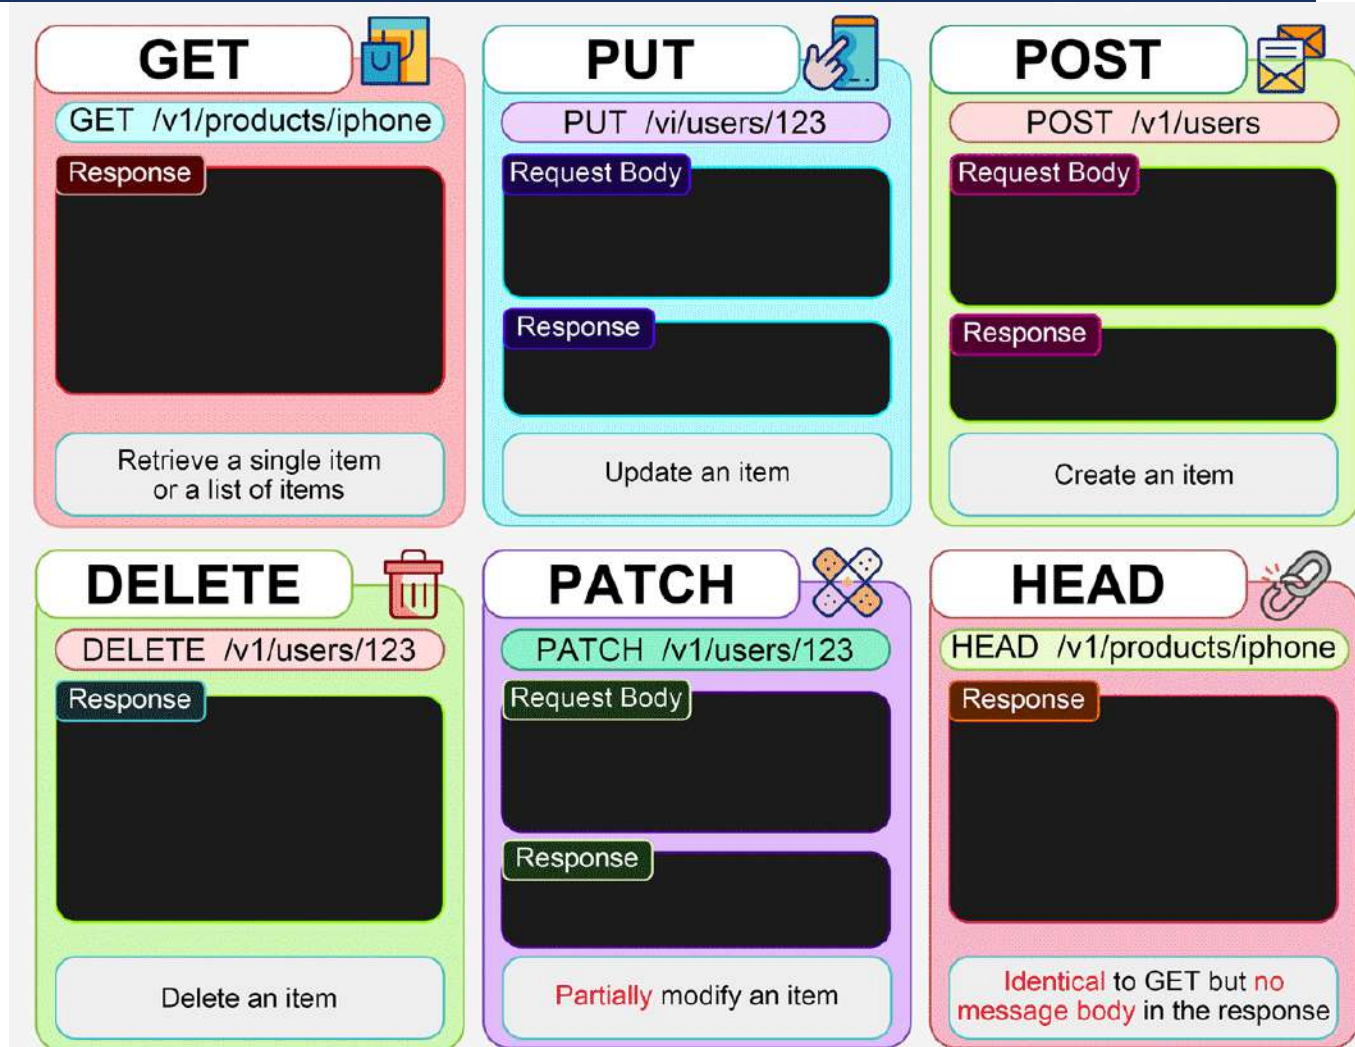 GET
GET /v1/products/iphone
Response
Retrieve a single item
or a list of items
PUT
PUT /vi/users/123
Request Body
Response
Update an item
POST
POST /v1/users
Request Body
Response
Create an item
DELETE
DELETE /v1/users/123
Response
Delete an item
PATCH
PATCH /v1/users/123
Request Body
Response
Partially modify an item
HEAD
HEAD /v1/products/iphone
Response
Identical to GET but no
message body in the response